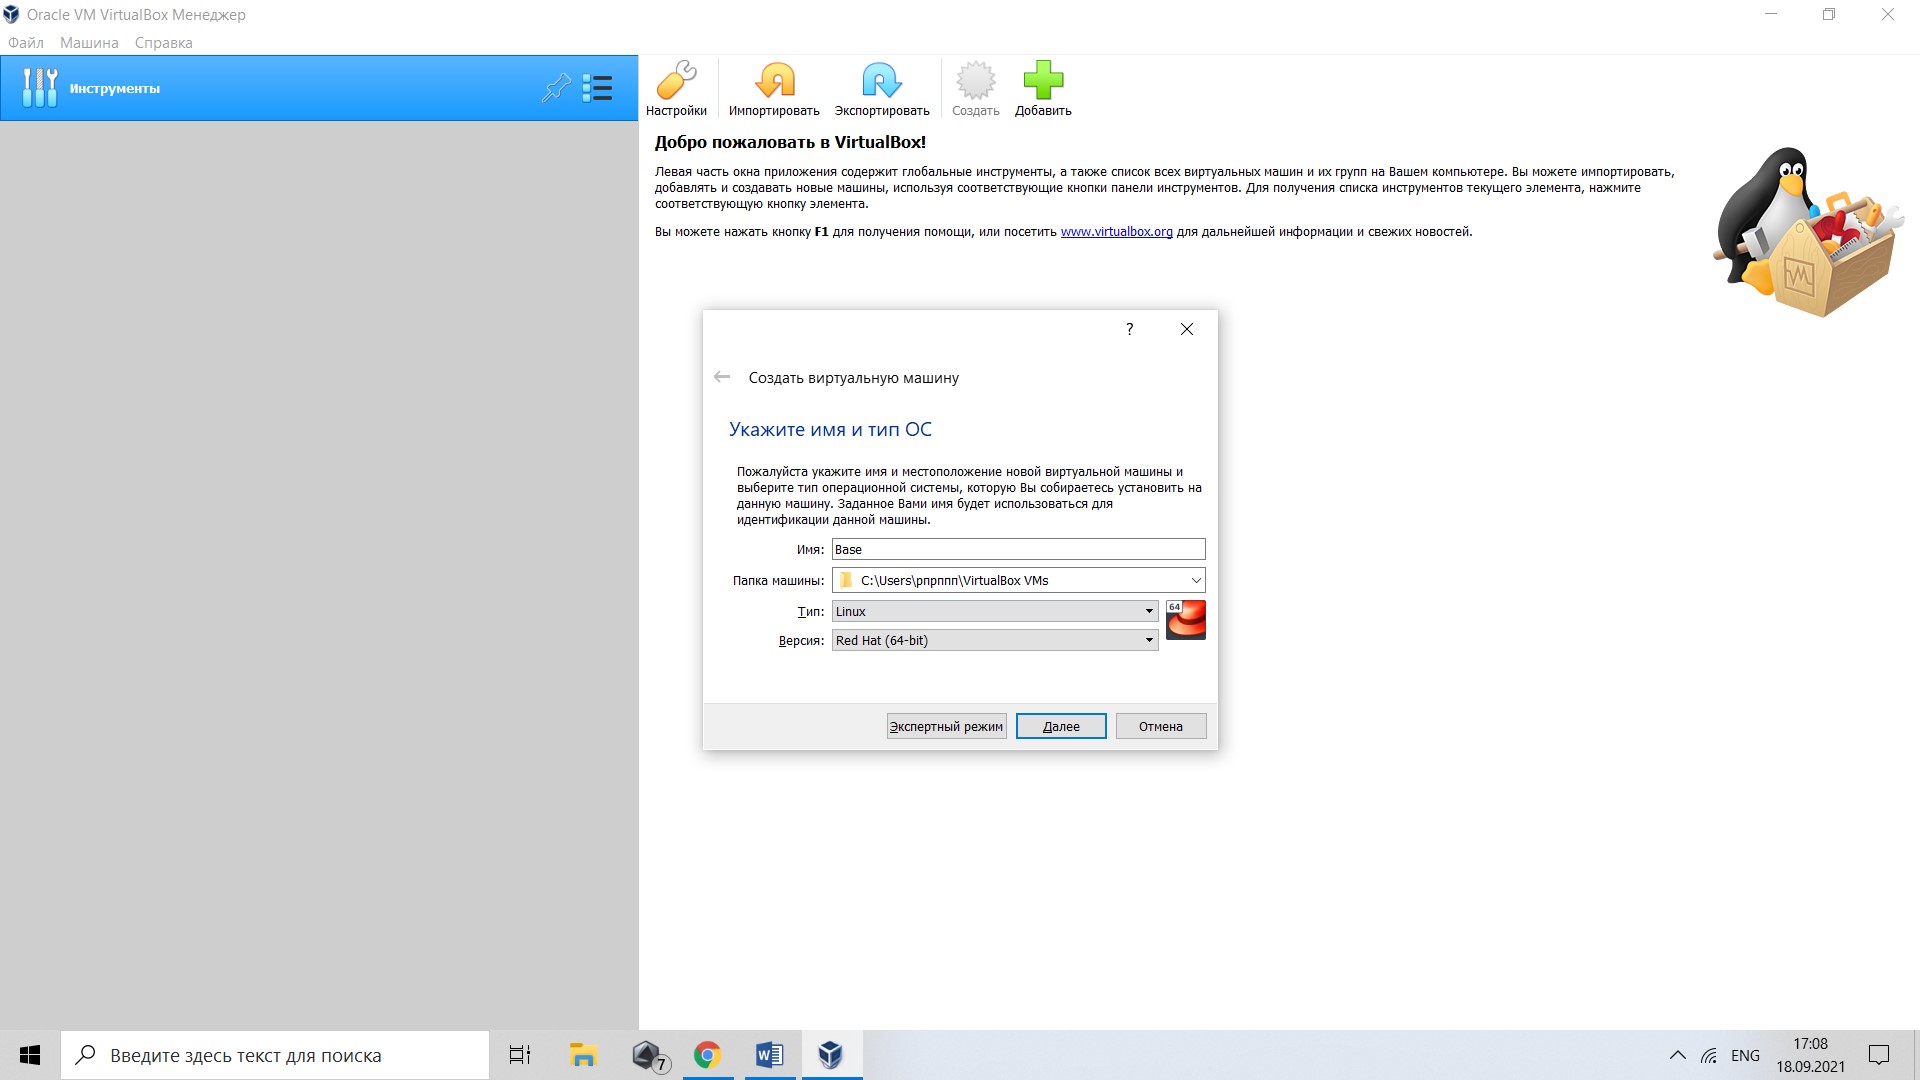 Oracle VM VirtualBox Менеджер
Файл Машина Справка
Инструменты
Настройки Импортировать Экспортировать Создать Добавить
Добро пожаловать в VirtualBox!
Левая часть окна приложения содержит глобальные инструменты, а также список всех виртуальных машин и их групп на Вашем компьютере. Вы можете импортировать,
добавлять и создавать новые машины, используя соответствующие кнопки панели инструментов. Для получения списка инструментов текущего элемента, нажмите
соответствующую кнопку элемента.
Вы можете нажать кнопку F1 для получения помощи, или посетить www.virtualbox.org для дальнейшей информации и свежих новостей.
?
Создать виртуальную машину
Укажите имя и тип ОС
Пожалуйста укажите имя и местоположение новой виртуальной машины и
выберите тип операционной системы, которую Вы собираетесь установить на
данную машину. Заданное Вами имя будет использоваться для
идентификации данной машины.
Имя: Base
Папка машины: C:\Users\рпрппп\VirtualBox VMs
Тип: Linux
64
Версия: Red Hat (64-bit)
Экспертный режим Далее Отмена
Введите здесь текст для поиска
7
ENG
17:08
18.09.2021